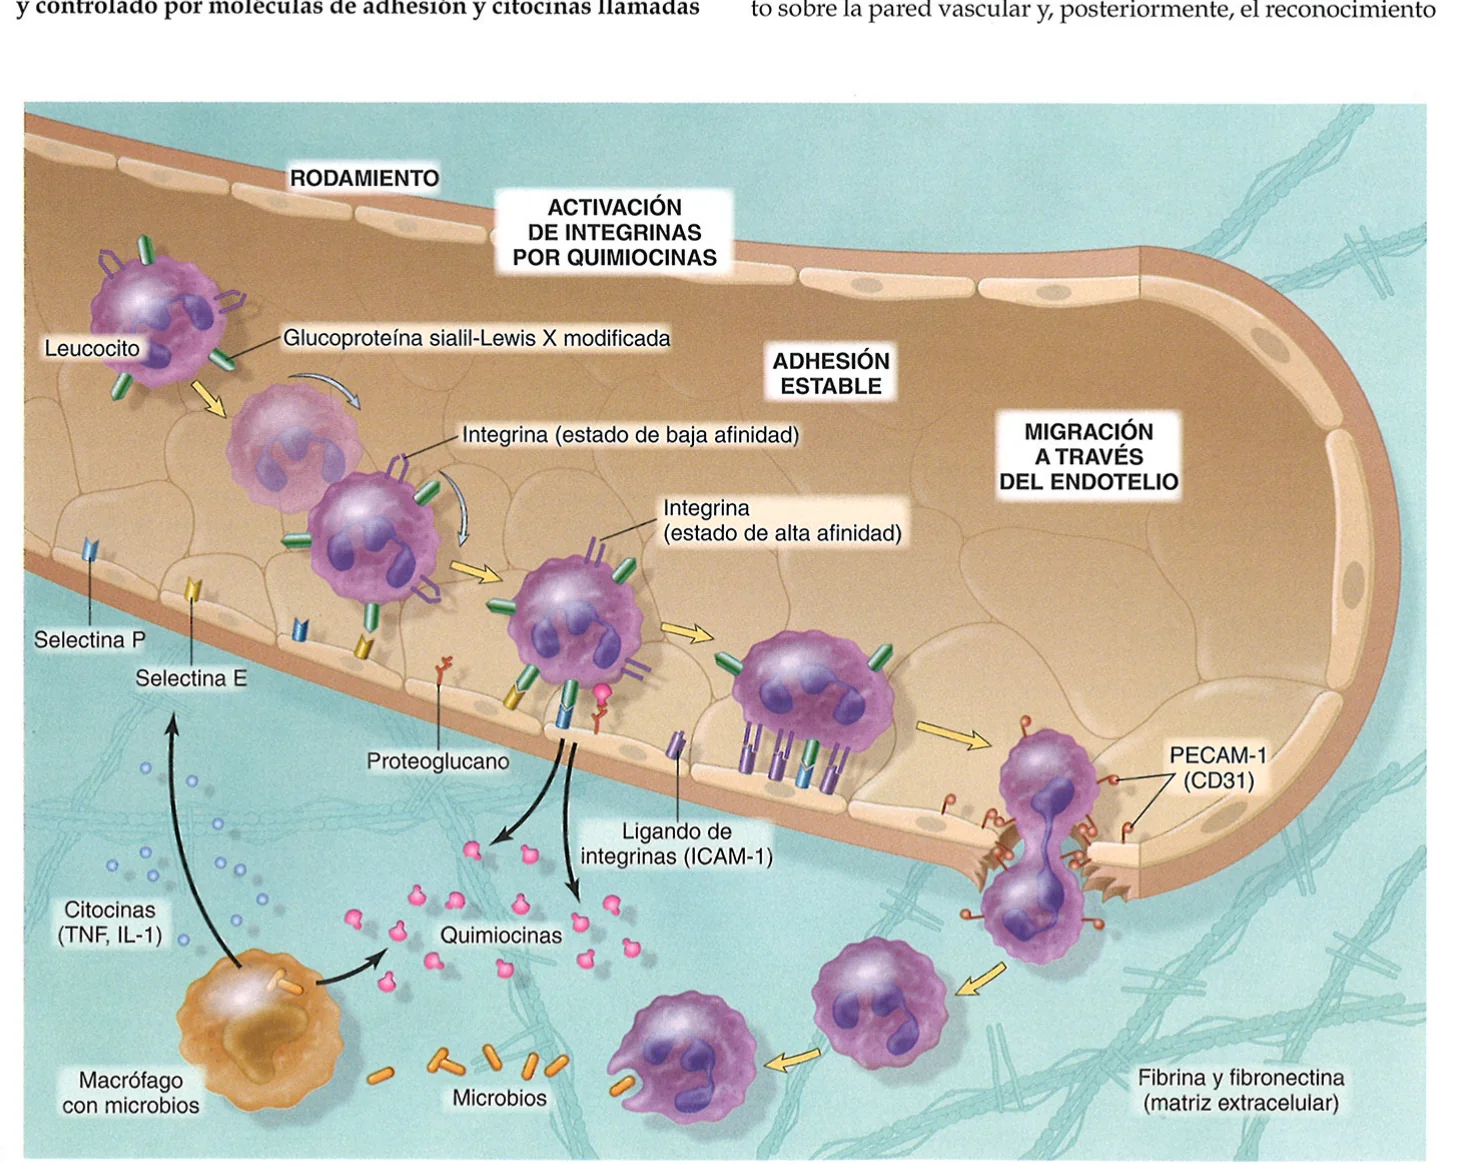 y controlado por moléculas de adhesión y citocinas llamadas
to sobre la pared vascular y, posteriormente, el reconocimiento
RODAMIENTO
ACTIVACIÓN
DE INTEGRINAS
POR QUIMIOCINAS
Leucocito
Glucoproteína sialil-Lewis X modificada
ADHESIÓN
ESTABLE
Integrina (estado de baja afinidad)
MIGRACIÓN
A TRAVÉS
DEL ENDOTELIO
Integrina
(estado de alta afinidad)
Selectina P
Selectina E
Proteoglucano
PECAM-1
(CD31)
Ligando de
integrinas (ICAM-1)
Citocinas
(TNF, IL-1)
Quimiocinas
Macrófago
con microbios
Microbios
Fibrina y fibronectina
(matriz extracelular)